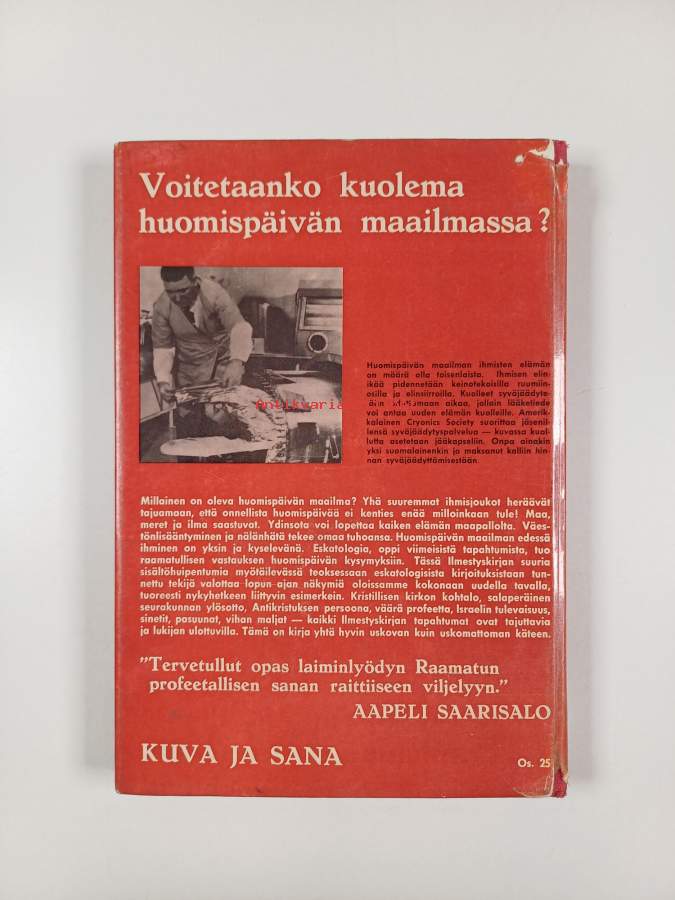 Voitetaanko kuolema
huomispäivän maailmassa?
Huomispäivän maailman ihmisten elämän
on määrä olla toisenlaista. Ihmisen elin-
ikää pidennetään keinotekoisilla ruumiin-
osilla ja elinsiirroilla. Kuolleet syväjäädyte-
ään odottamaan aikaa, jolloin lääketiede
voi antaa uuden elämän kuolleille. Amerik-
kalainen Cryonics Society suorittaa jäsenil-
lensä syväjäädytyspalvelua — kuvassa kuol-
lutta asetetaan jääkapseliin. Onpa ainakin
yksi suomalainenkin jo maksanut kalliin hin-
nan syväjäädyttämisestään.
Antikvaria
Millainen on oleva huomispäivän maailma? Yhä suuremmat ihmisjoukot heräävät
tajuamaan, että onnellista huomispäivää ei kenties enää milloinkaan tule! Maa,
meret ja ilma saastuvat. Ydinsota voi lopettaa kaiken elämän maapallolta. Väes-
tönlisääntyminen ja nälänhätä tekee omaa tuhoansa. Huomispäivän maailman edessä
ihminen on yksin ja kyselevänä. Eskatologia, oppi viimeisistä tapahtumista, tuo
raamatullisen vastauksen huomispäivän kysymyksiin. Tässä Ilmestyskirjan suuria
sisältöhuipentumia myötäilevässä teoksessaan eskatologisista kirjoituksistaan tun-
nettu tekijä valottaa lopun ajan näkymiä oloissamme kokonaan uudella tavalla,
tuoreesti nykyhetkeen liittyvin esimerkein. Kristillisen kirkon kohtalo, salaperäinen
seurakunnan ylösotto, Antikristuksen persoona, väärä profeetta, Israelin tulevaisuus,
sinetit, pasuunat, vihan maljat — kaikki Ilmestyskirjan tapahtumat ovat tajuttavia
ja lukijan ulottuvilla. Tämä on kirja yhtä hyvin uskovan kuin uskomattoman käteen.
"Tervetullut opas laiminlyödyn Raamatun
profeetallisen sanan raittiiseen viljelyyn."
AAPELI SAARISALO
KUVA JA SANA
Os. 25